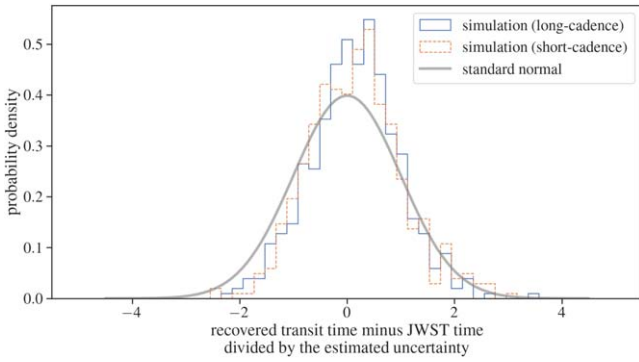 simulation (long-cadence)
simulation (short-cadence)
standard normal
probability density
0.5
0.4
0.3
0.2
0.1
0.0
−4
−2
0
2
4
recovered transit time minus JWST time
divided by the estimated uncertainty